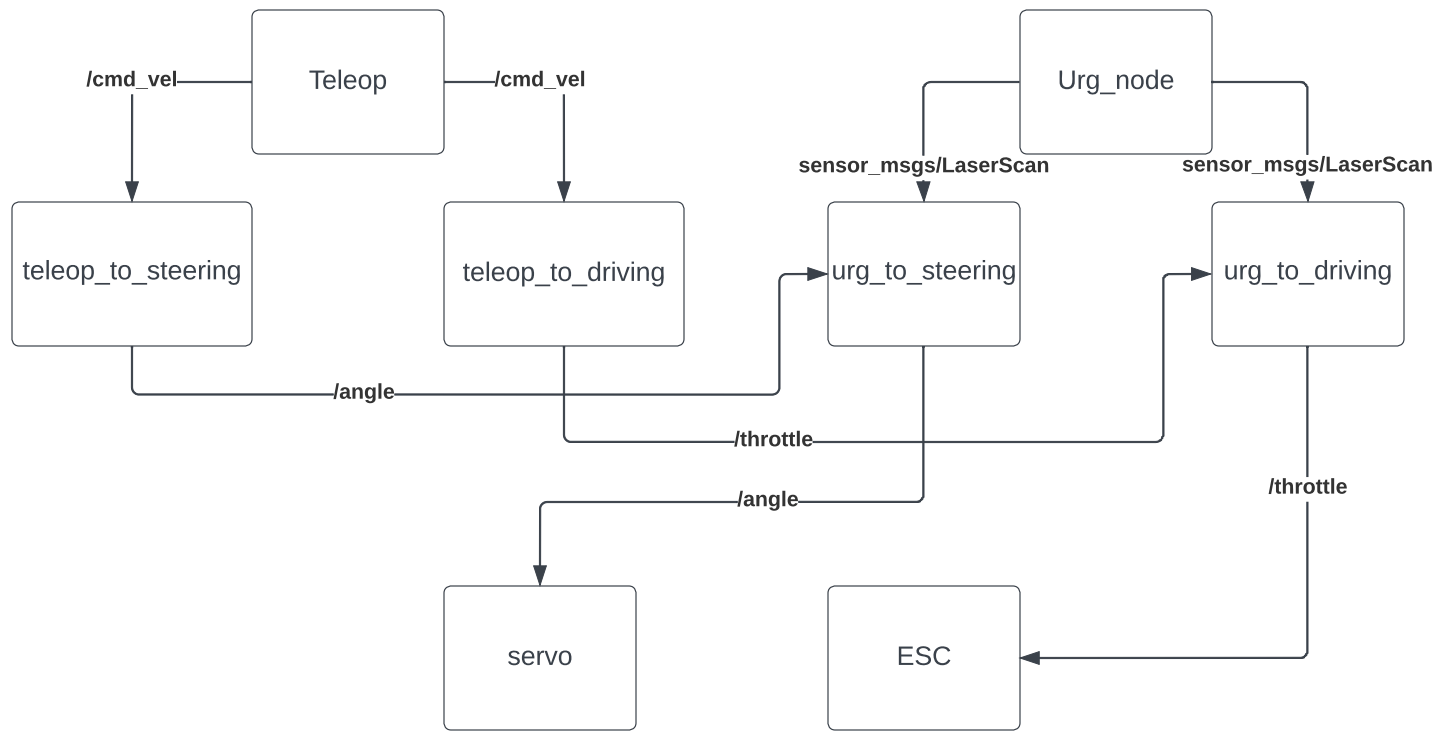 Teleop
Urg_node
/cmd_vel
/cmd_vel
sensor_msgs/LaserScan
sensor_msgs/LaserScan
teleop_to_steering
teleop_to_driving
urg_to_steering
urg_to_driving
/angle
/throttle
/angle
/throttle
servo
ESC